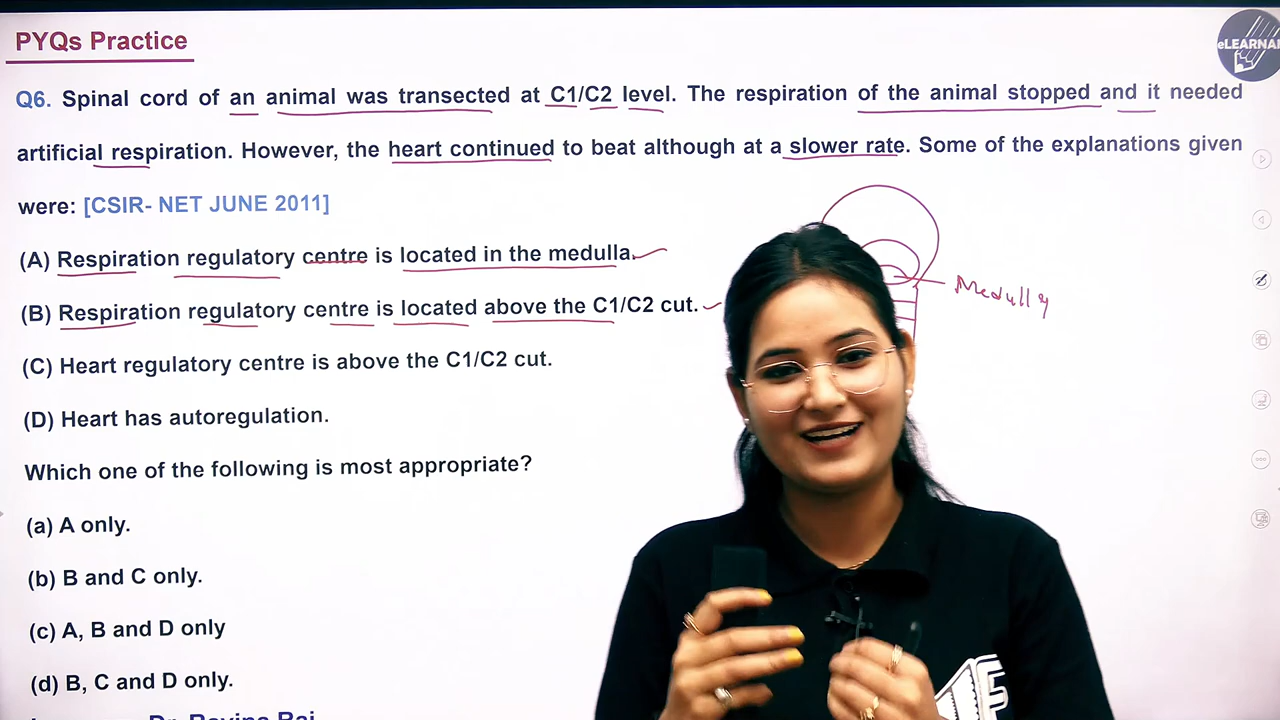 PYQs Practice
eLEARNA
Q6. Spinal cord of an animal was transected at C1/C2 level. The respiration of the animal stopped and it needed
artificial respiration. However, the heart continued to beat although at a slower rate. Some of the explanations given
were: [CSIR- NET JUNE 2011]
(A) Respiration regulatory centre is located in the medulla.
Medulla
(B) Respiration regulatory centre is located above the C1/C2 cut.
(C) Heart regulatory centre is above the C1/C2 cut.
(D) Heart has autoregulation.
Which one of the following is most appropriate?
(a) A only.
(b) B and C only.
(c) A, B and D only
(d) B, C and D only.